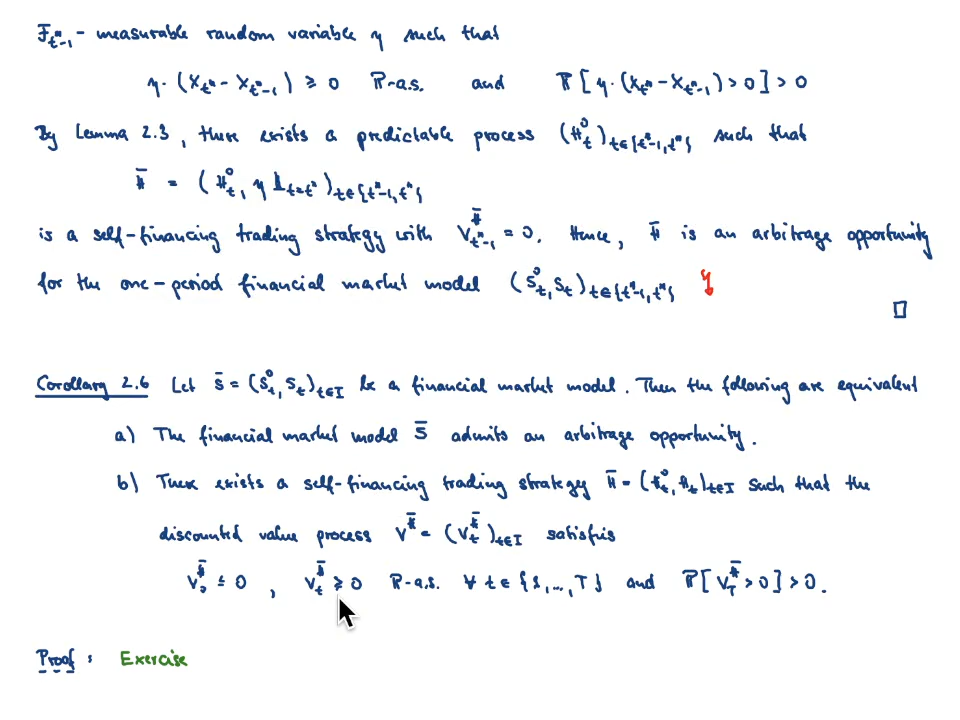 F̄_{t*-1} - measurable random variable η such that
η · (X_{t*} - X_{t*-1}) ≥ 0 ℙ-a.s. and ℙ[η · (X_{t*} - X_{t*-1}) > 0] > 0
By Lemma 2.3, there exists a predictable process (H⁰_t)_{t∈{t*-1,t*}} such that
H̄ = (H⁰_t, η 1_{t=t*})_{t∈{t*-1,t*}}
is a self-financing trading strategy with V^{H̄}_{t*-1} = 0. Hence, H̄ is an arbitrage opportunity
for the one-period financial market model (S⁰_t, S_t)_{t∈{t*-1,t*}} ↯
□
Corollary 2.6 Let S̄ = (S⁰_t, S_t)_{t∈I} be a financial market model. Then the following are equivalent
a) The financial market model S̄ admits an arbitrage opportunity.
b) There exists a self-financing trading strategy H̄ = (H⁰_t, H_t)_{t∈I} such that the
discounted value process V^{H̄} = (V^{H̄}_t)_{t∈I} satisfies
V^{H̄}_0 ≤ 0 , V^{H̄}_t ≥ 0 ℙ-a.s. ∀ t ∈ {1,...,T} and ℙ[V^{H̄}_T > 0] > 0.
Proof: Exercise